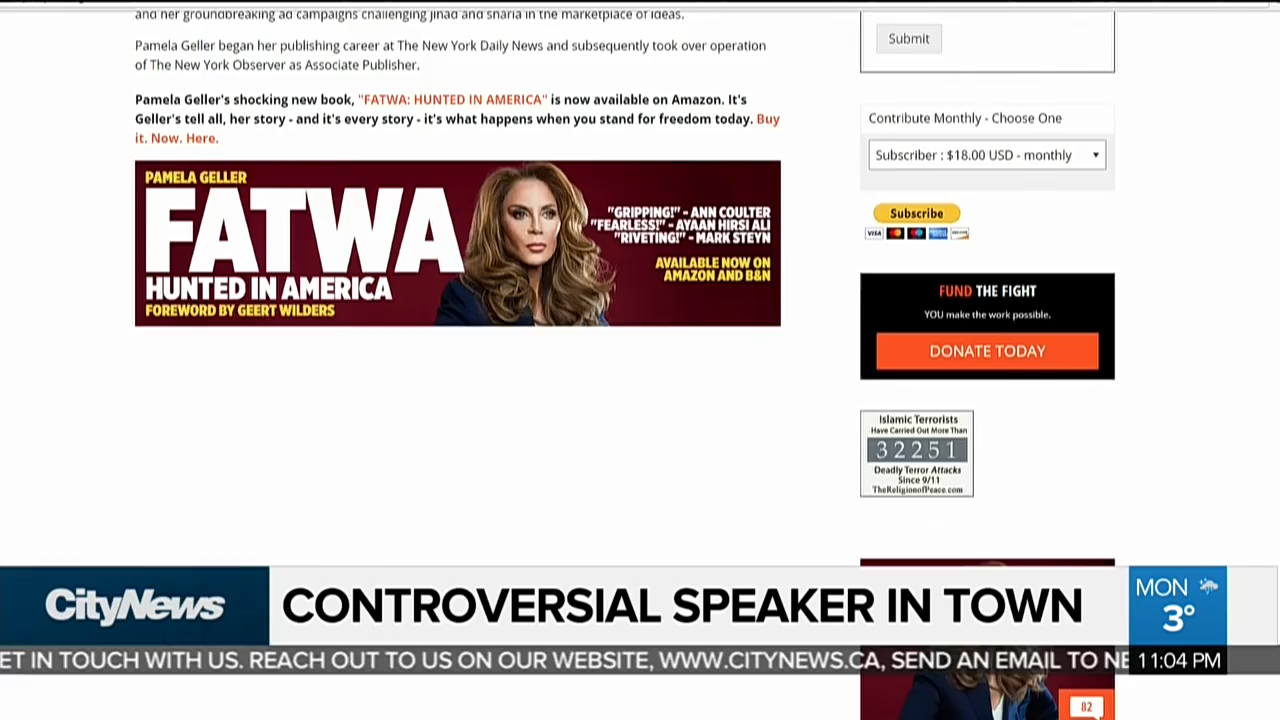 and her groundbreaking ad campaigns challenging jihad and sharia in the marketplace of ideas.
Pamela Geller began her publishing career at The New York Daily News and subsequently took over operation
of The New York Observer as Associate Publisher.
Pamela Geller's shocking new book, "FATWA: HUNTED IN AMERICA" is now available on Amazon. It's
Geller's tell all, her story - and it's every story - it's what happens when you stand for freedom today. Buy
it. Now. Here.
PAMELA GELLER
FATWA
HUNTED IN AMERICA
FOREWORD BY GEERT WILDERS
"GRIPPING!" - ANN COULTER
"FEARLESS!" - AYAAN HIRSI ALI
"RIVETING!" - MARK STEYN
AVAILABLE NOW ON
AMAZON AND B&N
Submit
Contribute Monthly - Choose One
Subscriber : $18.00 USD - monthly
Subscribe
VISA
FUND THE FIGHT
YOU make the work possible.
DONATE TODAY
Islamic Terrorists
Have Carried Out More Than
32251
Deadly Terror Attacks
Since 9/11
TheReligionofPeace.com
CityNews
CONTROVERSIAL SPEAKER IN TOWN
MON
3°
ET IN TOUCH WITH US. REACH OUT TO US ON OUR WEBSITE, WWW.CITYNEWS.CA, SEND AN EMAIL TO NE
11:04 PM
82